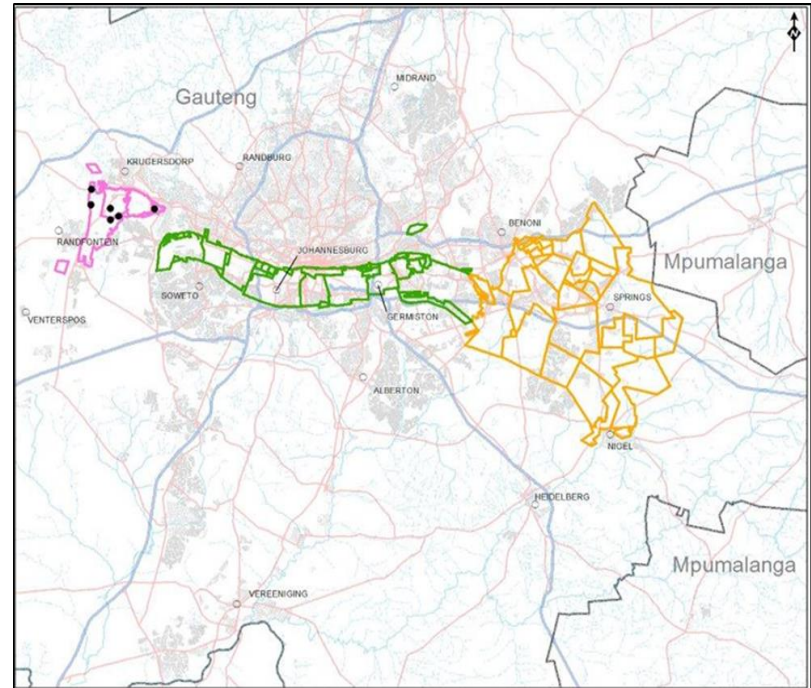 N
MIDRAND
Gauteng
KRUGERSDORP
RANDBURG
BENONI
RANDFONTEIN
JOHANNESBURG
Mpumalanga
SOWETO
SPRINGS
VENTERSPOS
GERMISTON
ALBERTON
NIGEL
HEIDELBERG
Mpumalanga
VEREENIGING